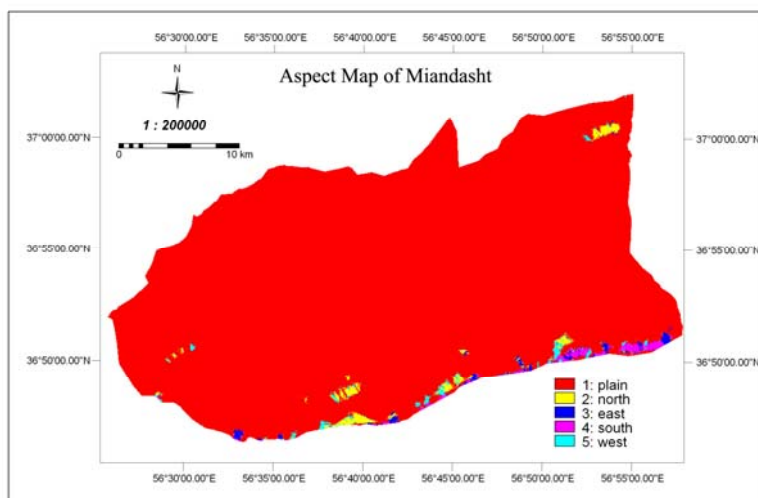 56°30'00.00"E 56°35'00.00"E 56°40'00.00"E 56°45'00.00"E 56°50'00.00"E 56°55'00.00"E
N
Aspect Map of Miandasht
1 : 200000
0 10 km
37°00'00.00"N 37°00'00.00"N
36°55'00.00"N 36°55'00.00"N
36°50'00.00"N 36°50'00.00"N
1: plain
2: north
3: east
4: south
5: west
56°30'00.00"E 56°35'00.00"E 56°40'00.00"E 56°45'00.00"E 56°50'00.00"E 56°55'00.00"E